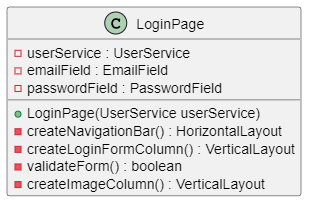 C LoginPage
userService : UserService
emailField : EmailField
passwordField : PasswordField
LoginPage(UserService userService)
createNavigationBar() : HorizontalLayout
createLoginFormColumn() : VerticalLayout
validateForm() : boolean
createImageColumn() : VerticalLayout